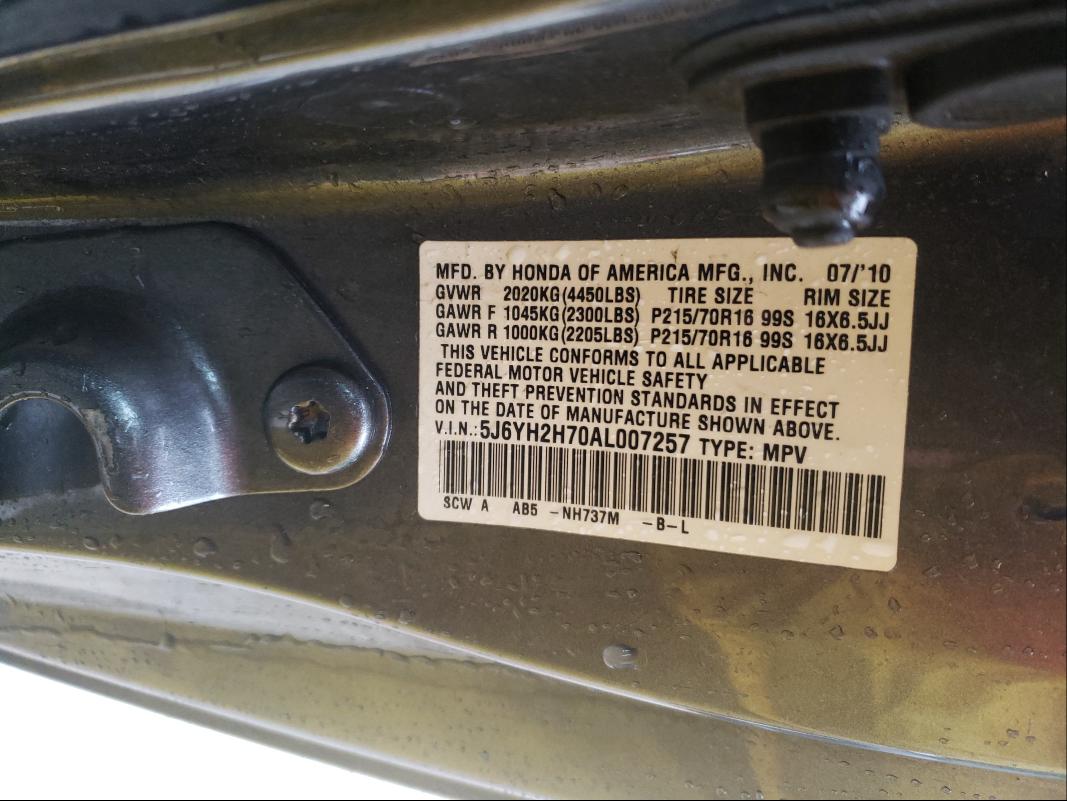 MFD. BY HONDA OF AMERICA MFG., INC. 07/'10
GVWR 2020KG(4450LBS) TIRE SIZE RIM SIZE
GAWR F 1045KG(2300LBS) P215/70R16 99S 16X6.5JJ
GAWR R 1000KG(2205LBS) P215/70R16 99S 16X6.5JJ
THIS VEHICLE CONFORMS TO ALL APPLICABLE
FEDERAL MOTOR VEHICLE SAFETY
AND THEFT PREVENTION STANDARDS IN EFFECT
ON THE DATE OF MANUFACTURE SHOWN ABOVE.
V.I.N.: 5J6YH2H70AL007257 TYPE: MPV
SCW A AB5 -NH737M -B-L